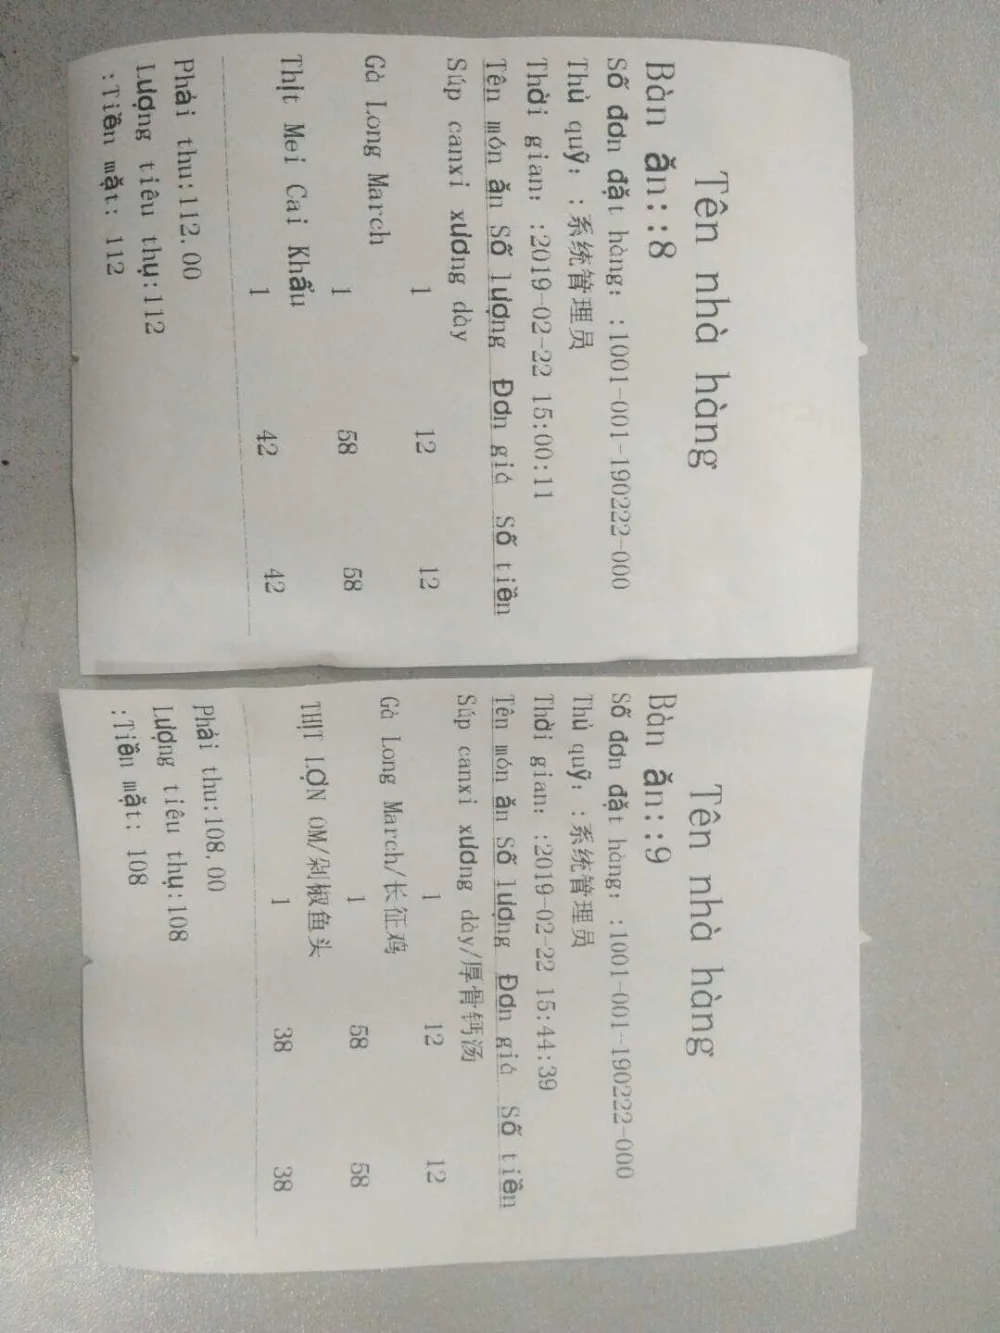 Tên nhà hàng
Bàn ăn::8
Số đơn đặt hàng: :1001-001-190222-000
Thủ quỹ: :系统管理员
Thời gian: :2019-02-22 15:00:11
Tên món ăn Số lượng Đơn giá Số tiền
Súp canxi xương dày
1 12 12
Gà Long March
1 58 58
Thịt Mei Cai Khẩu
1 42 42
Phải thu:112.00
Lượng tiêu thụ:112
:Tiền mặt: 112
Tên nhà hàng
Bàn ăn::9
Số đơn đặt hàng: :1001-001-190222-000
Thủ quỹ: :系统管理员
Thời gian: :2019-02-22 15:44:39
Tên món ăn Số lượng Đơn giá Số tiền
Súp canxi xương dày/厚骨钙汤
1 12 12
Gà Long March/长征鸡
1 58 58
THỊT LỢN OM/剁椒鱼头
1 38 38
Phải thu:108.00
Lượng tiêu thụ:108
:Tiền mặt: 108